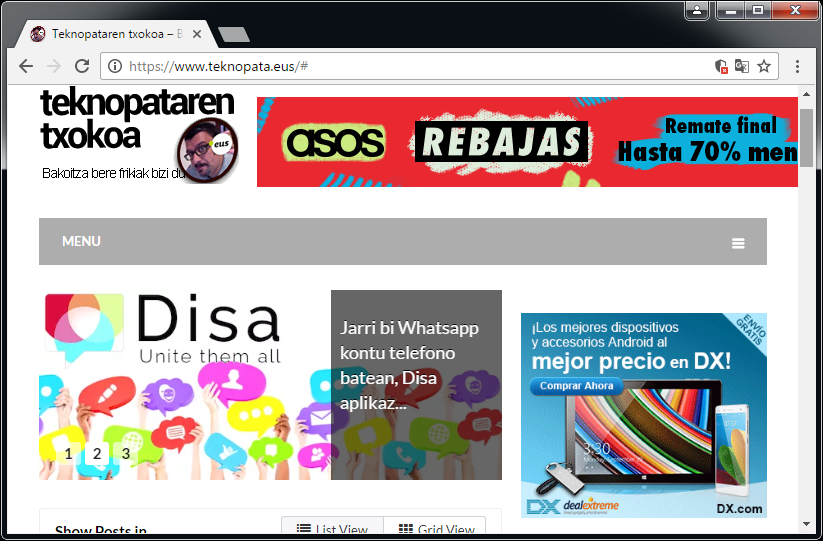 Teknopataren txokoa – B
https://www.teknopata.eus/#
teknopataren
txokoa
eus
Bakoitza bere frikiak bizi du
asos
REBAJAS
Remate final
Hasta 70% men
MENU
Disa
Unite them all
1 2 3
Jarri bi Whatsapp
kontu telefono
batean, Disa
aplikaz...
ENVÍO
GRATIS
¡Los mejores dispositivos
y accesorios Android al
mejor precio en DX!
Comprar Ahora
3:30
DX dealextreme
DX.com
Show Posts in
List View
Grid View